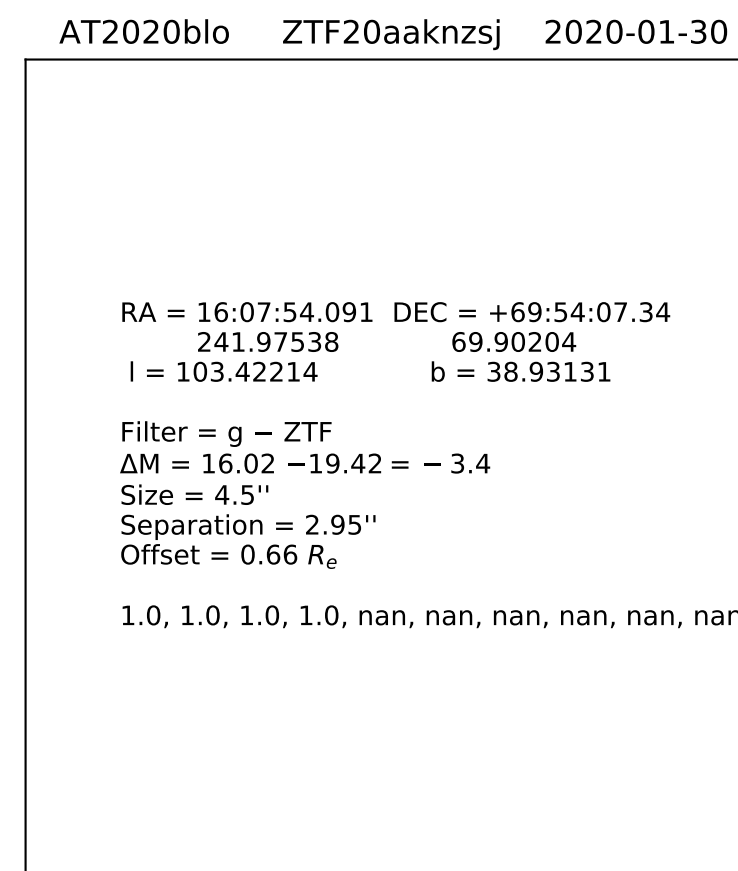 AT2020blo ZTF20aaknzsj 2020-01-30
RA = 16:07:54.091 DEC = +69:54:07.34
241.97538 69.90204
l = 103.42214 b = 38.93131
Filter = g − ZTF
ΔM = 16.02 −19.42 = − 3.4
Size = 4.5''
Separation = 2.95''
Offset = 0.66 Rₑ
1.0, 1.0, 1.0, 1.0, nan, nan, nan, nan, nan, nan